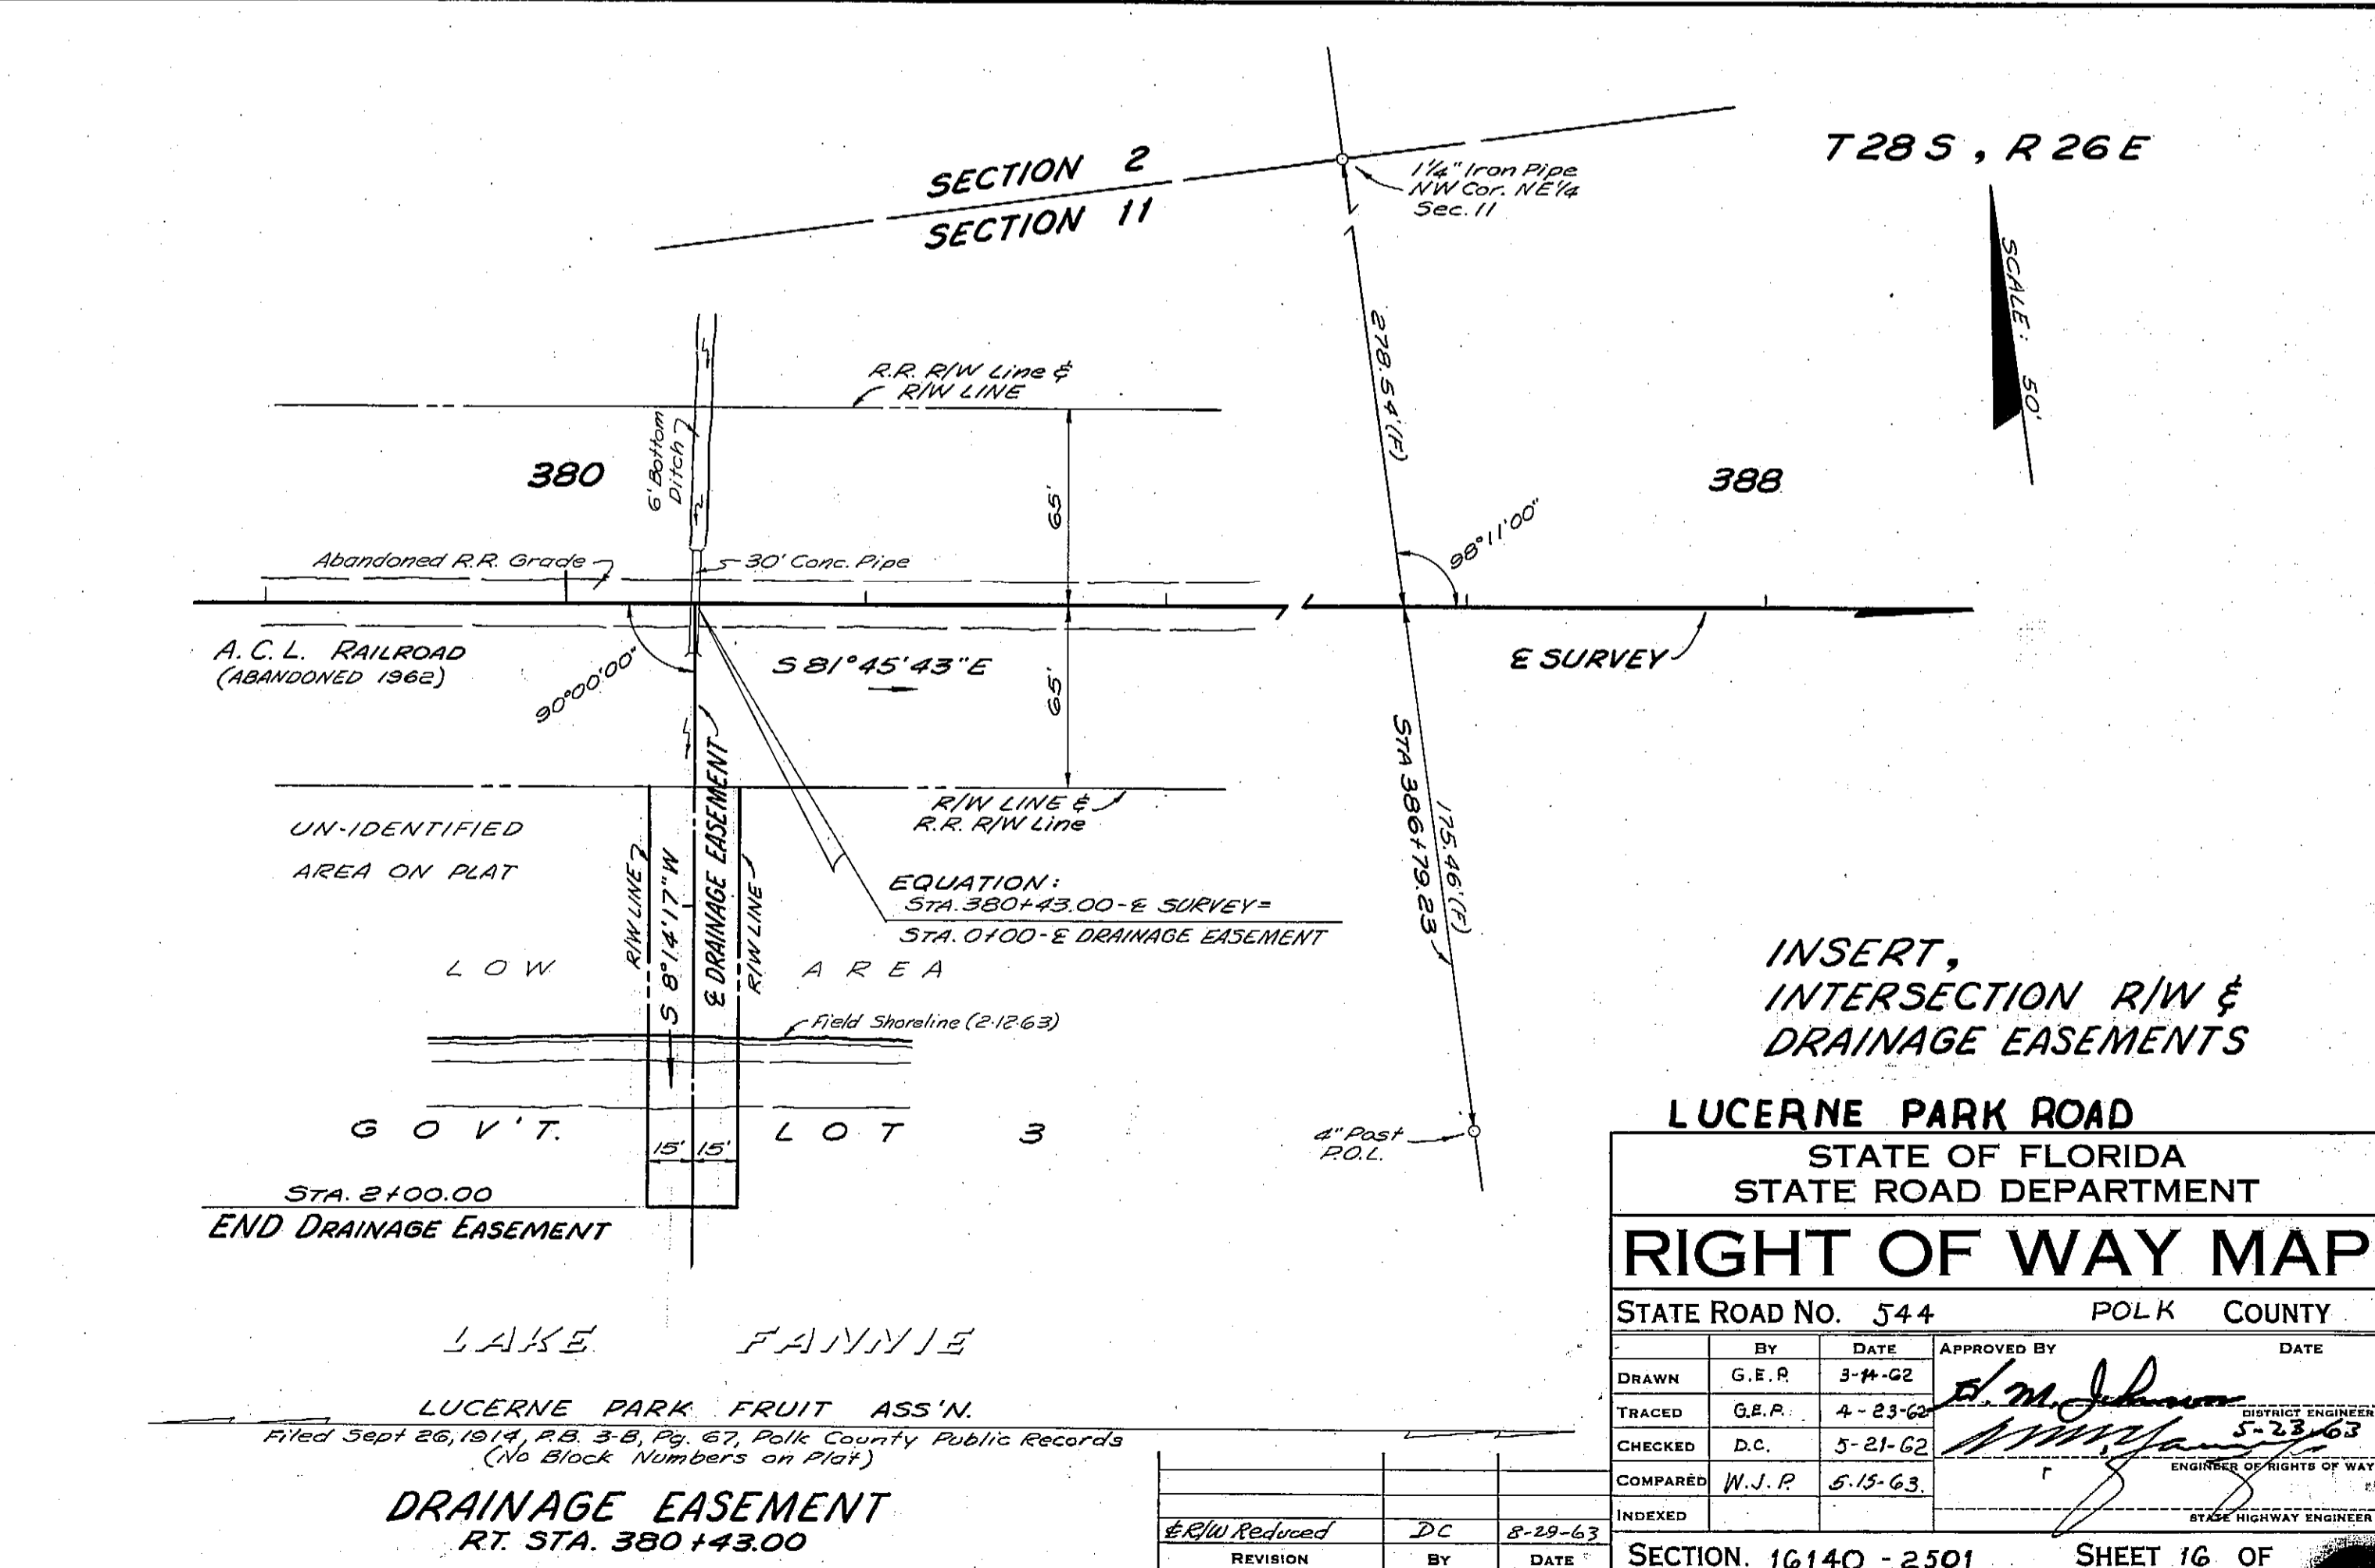 SECTION 2
SECTION 11
1¼" Iron Pipe
NW Cor. NE¼
Sec. 11
T28S, R26E
SCALE: 50'
R.R. R/W Line &
R/W LINE
6' Bottom
Ditch
380
65'
278.54'(F)
98°11'00"
388
Abandoned R.R. Grade
30' Conc. Pipe
A.C.L. RAILROAD
(ABANDONED 1962)
90°00'00"
S 81°45'43"E
65'
℄ SURVEY
STA 386+79.23
175.46'(F)
R/W LINE &
R.R. R/W Line
UN-IDENTIFIED
AREA ON PLAT
R/W LINE
S 8°14'17" W
℄ DRAINAGE EASEMENT
R/W LINE
EQUATION:
STA. 380+43.00-℄ SURVEY=
STA. 0+00-℄ DRAINAGE EASEMENT
LOW AREA
Field Shoreline (2-12-63)
GOV'T. LOT 3
15' 15'
4" Post
P.O.L.
STA. 2+00.00
END DRAINAGE EASEMENT
INSERT,
INTERSECTION R/W &
DRAINAGE EASEMENTS
LAKE FANNIE
LUCERNE PARK FRUIT ASS'N.
Filed Sept 26, 1914, P.B. 3-B, Pg. 67, Polk County Public Records
(No Block Numbers on Plat)
DRAINAGE EASEMENT
RT. STA. 380+43.00
LUCERNE PARK ROAD
STATE OF FLORIDA
STATE ROAD DEPARTMENT
RIGHT OF WAY MAP
STATE ROAD NO. 544 POLK COUNTY
BY DATE APPROVED BY DATE
DRAWN G.E.P. 3-14-62
TRACED G.E.P. 4-23-62
DISTRICT ENGINEER
CHECKED D.C. 5-21-62
5-23-63
COMPARED W.J.P. 5-15-63.
ENGINEER OF RIGHTS OF WAY
INDEXED
STATE HIGHWAY ENGINEER
R/W Reduced DC 8-29-63
REVISION BY DATE
SECTION. 16140 - 2501 SHEET 16 OF